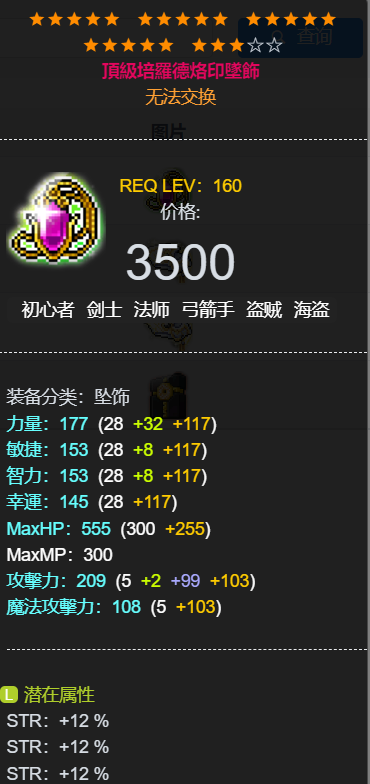 ★★★★★ ★★★★★ ★★★★★
★★★★★ ★★★☆☆
查询
頂級培羅德烙印墜飾
无法交换
图片
REQ LEV：160
价格:
3500
初心者 剑士 法师 弓箭手 盗贼 海盗
装备分类：坠饰
力量：177 (28 +32 +117)
敏捷：153 (28 +8 +117)
智力：153 (28 +8 +117)
幸運：145 (28 +117)
MaxHP：555 (300 +255)
MaxMP：300
攻擊力：209 (5 +2 +99 +103)
魔法攻擊力：108 (5 +103)
L 潜在属性
STR：+12 %
STR：+12 %
STR：+12 %